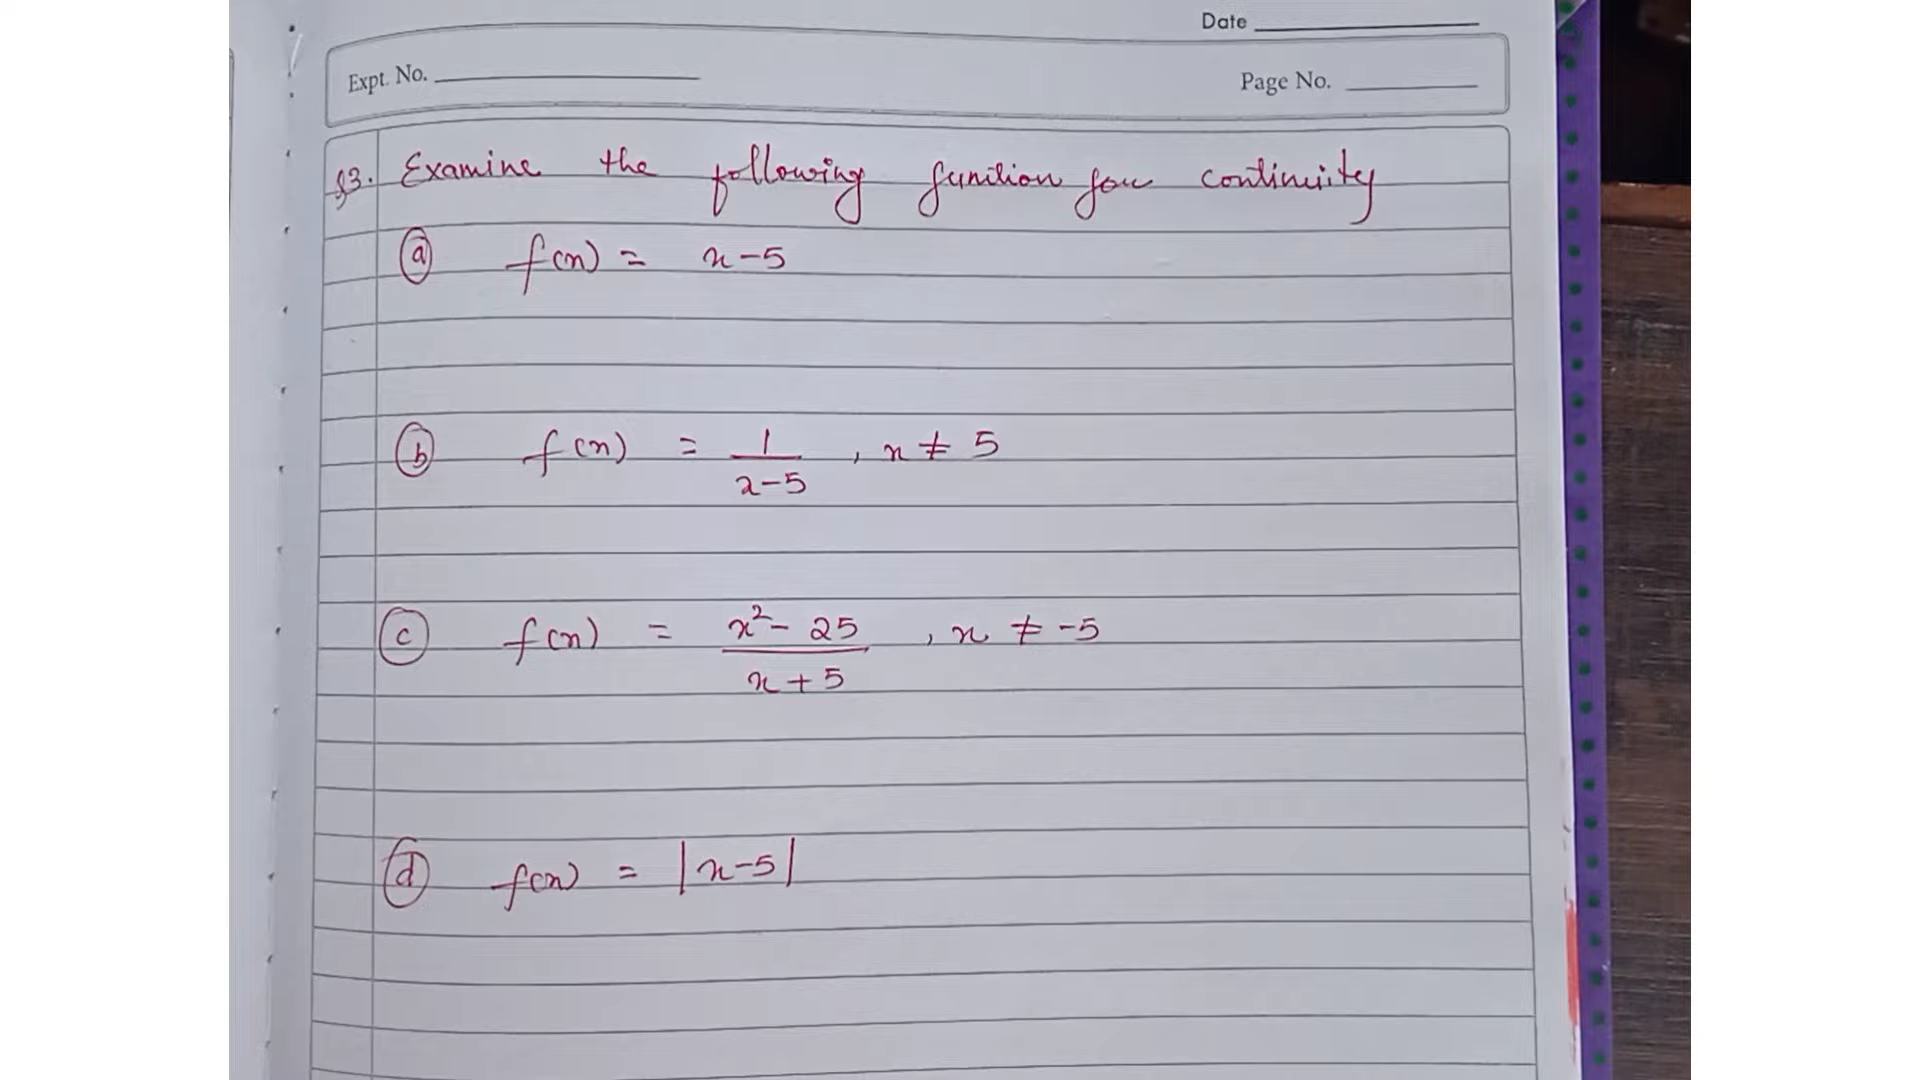 Date
Expt. No.
Page No.
Q3. Examine the following function for continuity
(a) f(x) = x-5
(b) f(x) = 1/(x-5), x ≠ 5
(c) f(x) = (x²-25)/(x+5), x ≠ -5
(d) f(x) = |x-5|